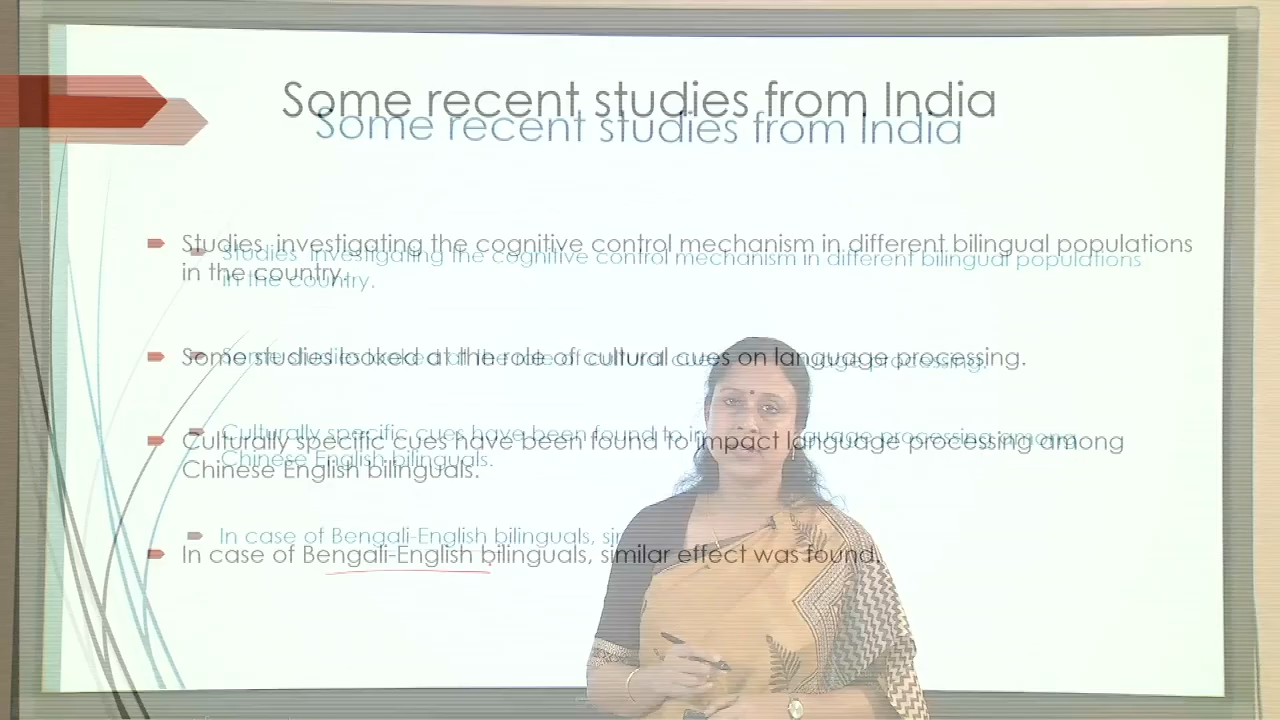 Some recent studies from India
Studies investigating the cognitive control mechanism in different bilingual populations
in the country.
Some studies looked at the role of cultural cues on language processing.
Culturally specific cues have been found to impact language processing among
Chinese English bilinguals.
In case of Bengali-English bilinguals, similar effect was found.